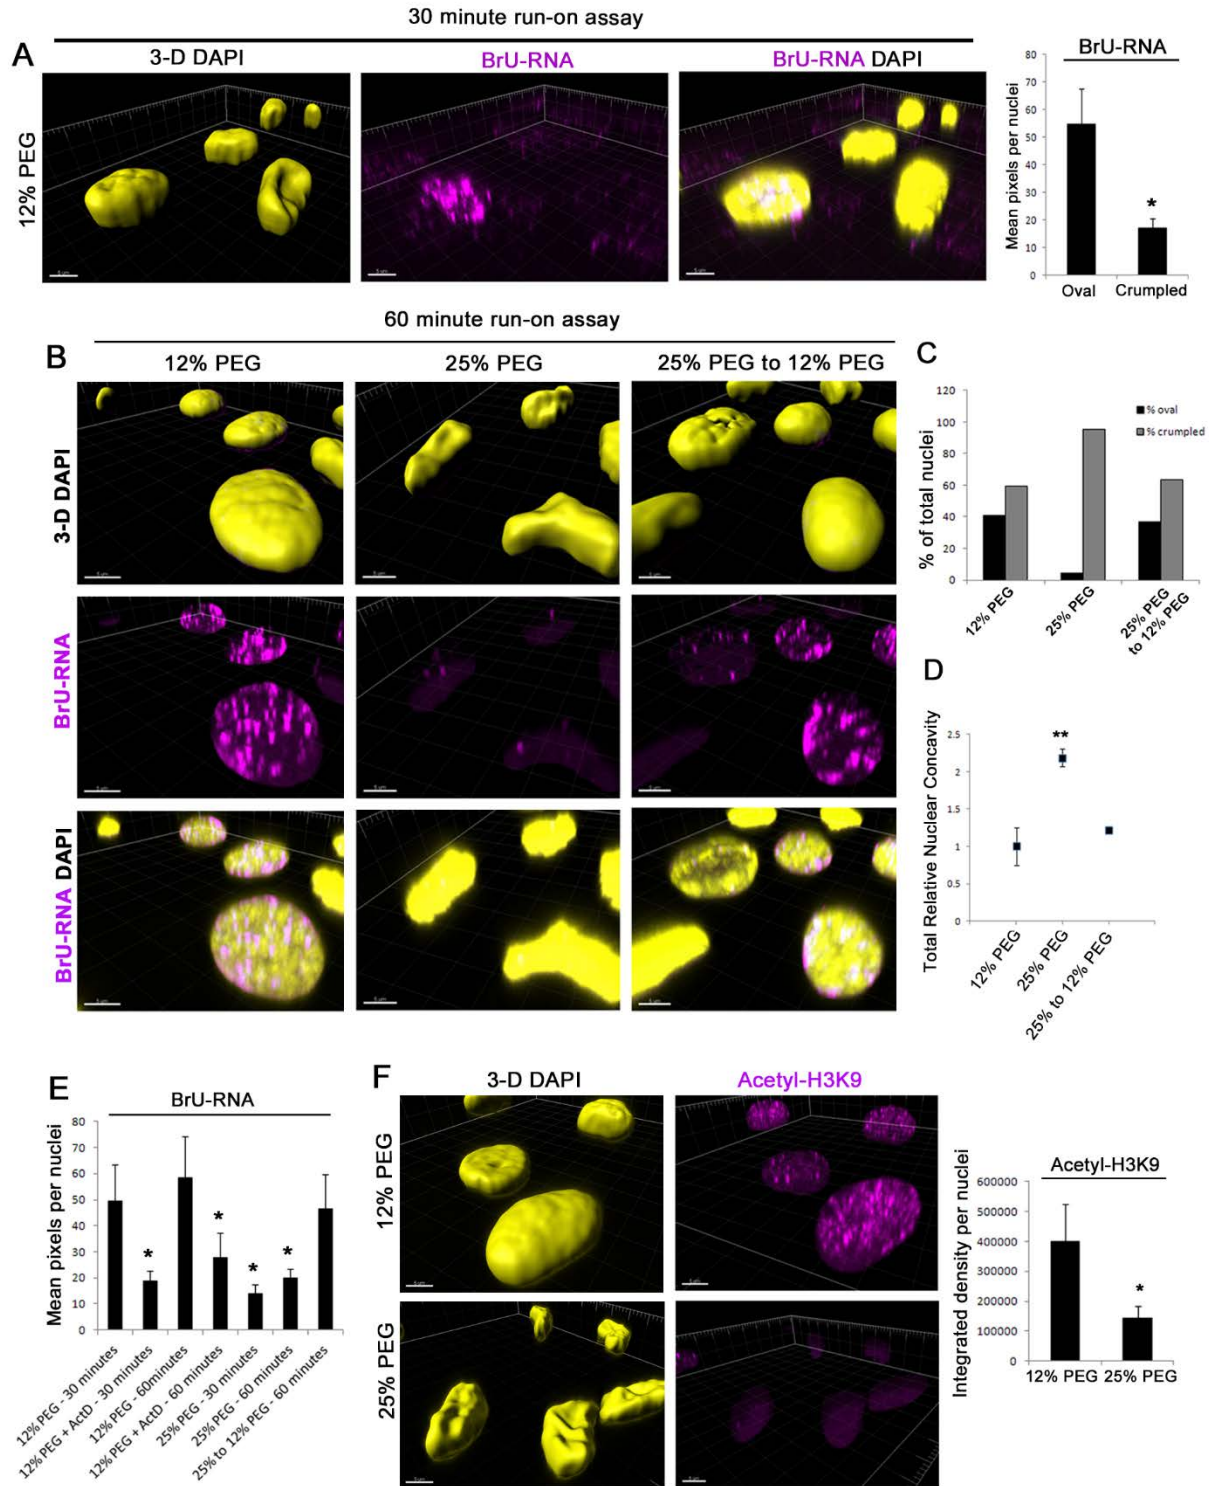 30 minute run-on assay
A
3-D DAPI
BrU-RNA
BrU-RNA DAPI
12% PEG
BrU-RNA
Mean pixels per nuclei
80
70
60
50
40
30
20
10
0
*
Oval
Crumpled
60 minute run-on assay
B
12% PEG
25% PEG
25% PEG to 12% PEG
3-D DAPI
BrU-RNA
BrU-RNA DAPI
C
% of total nuclei
120
100
80
60
40
20
0
% oval
% crumpled
12% PEG
25% PEG
25% PEG
to 12% PEG
D
Total Relative Nuclear Concavity
2.5
2
1.5
1
0.5
0
**
12% PEG
25% PEG
25% to 12% PEG
E
BrU-RNA
Mean pixels per nuclei
80
70
60
50
40
30
20
10
0
*
*
*
*
12% PEG - 30 minutes
12% PEG + ActD - 30 minutes
12% PEG - 60minutes
12% PEG + ActD - 60 minutes
25% PEG - 30 minutes
25% PEG - 60 minutes
25% to 12% PEG - 60 minutes
F
3-D DAPI
Acetyl-H3K9
12% PEG
25% PEG
Acetyl-H3K9
Integrated density per nuclei
600000
500000
400000
300000
200000
100000
0
*
12% PEG
25% PEG